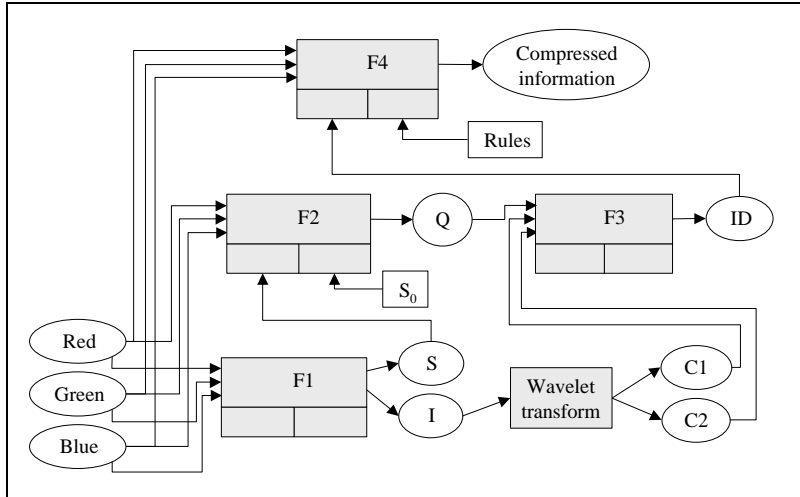 F4
Compressed
information
Rules
F2
Q
F3
ID
S₀
Red
Green
Blue
F1
S
I
Wavelet
transform
C1
C2